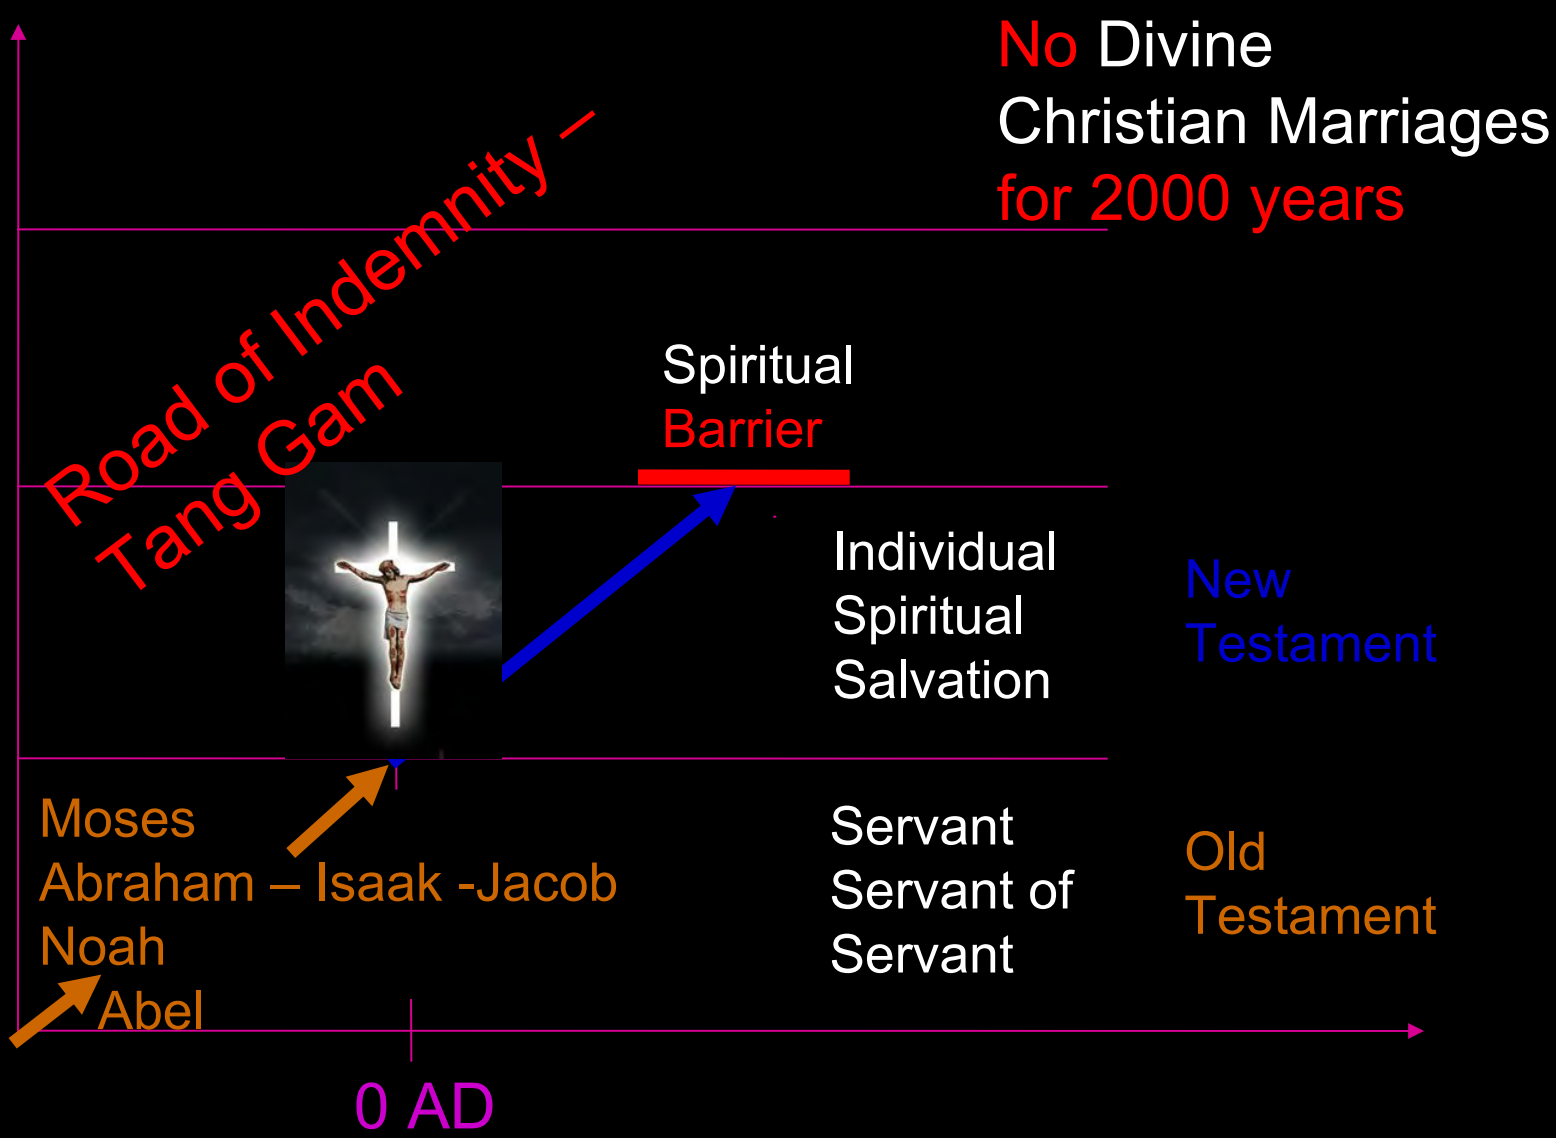 No Divine
Christian Marriages
for 2000 years
Road of Indemnity –
Tang Gam
Spiritual
Barrier
Individual
Spiritual
Salvation
New
Testament
Moses
Abraham – Isaak -Jacob
Noah
Abel
Servant
Servant of
Servant
Old
Testament
0 AD